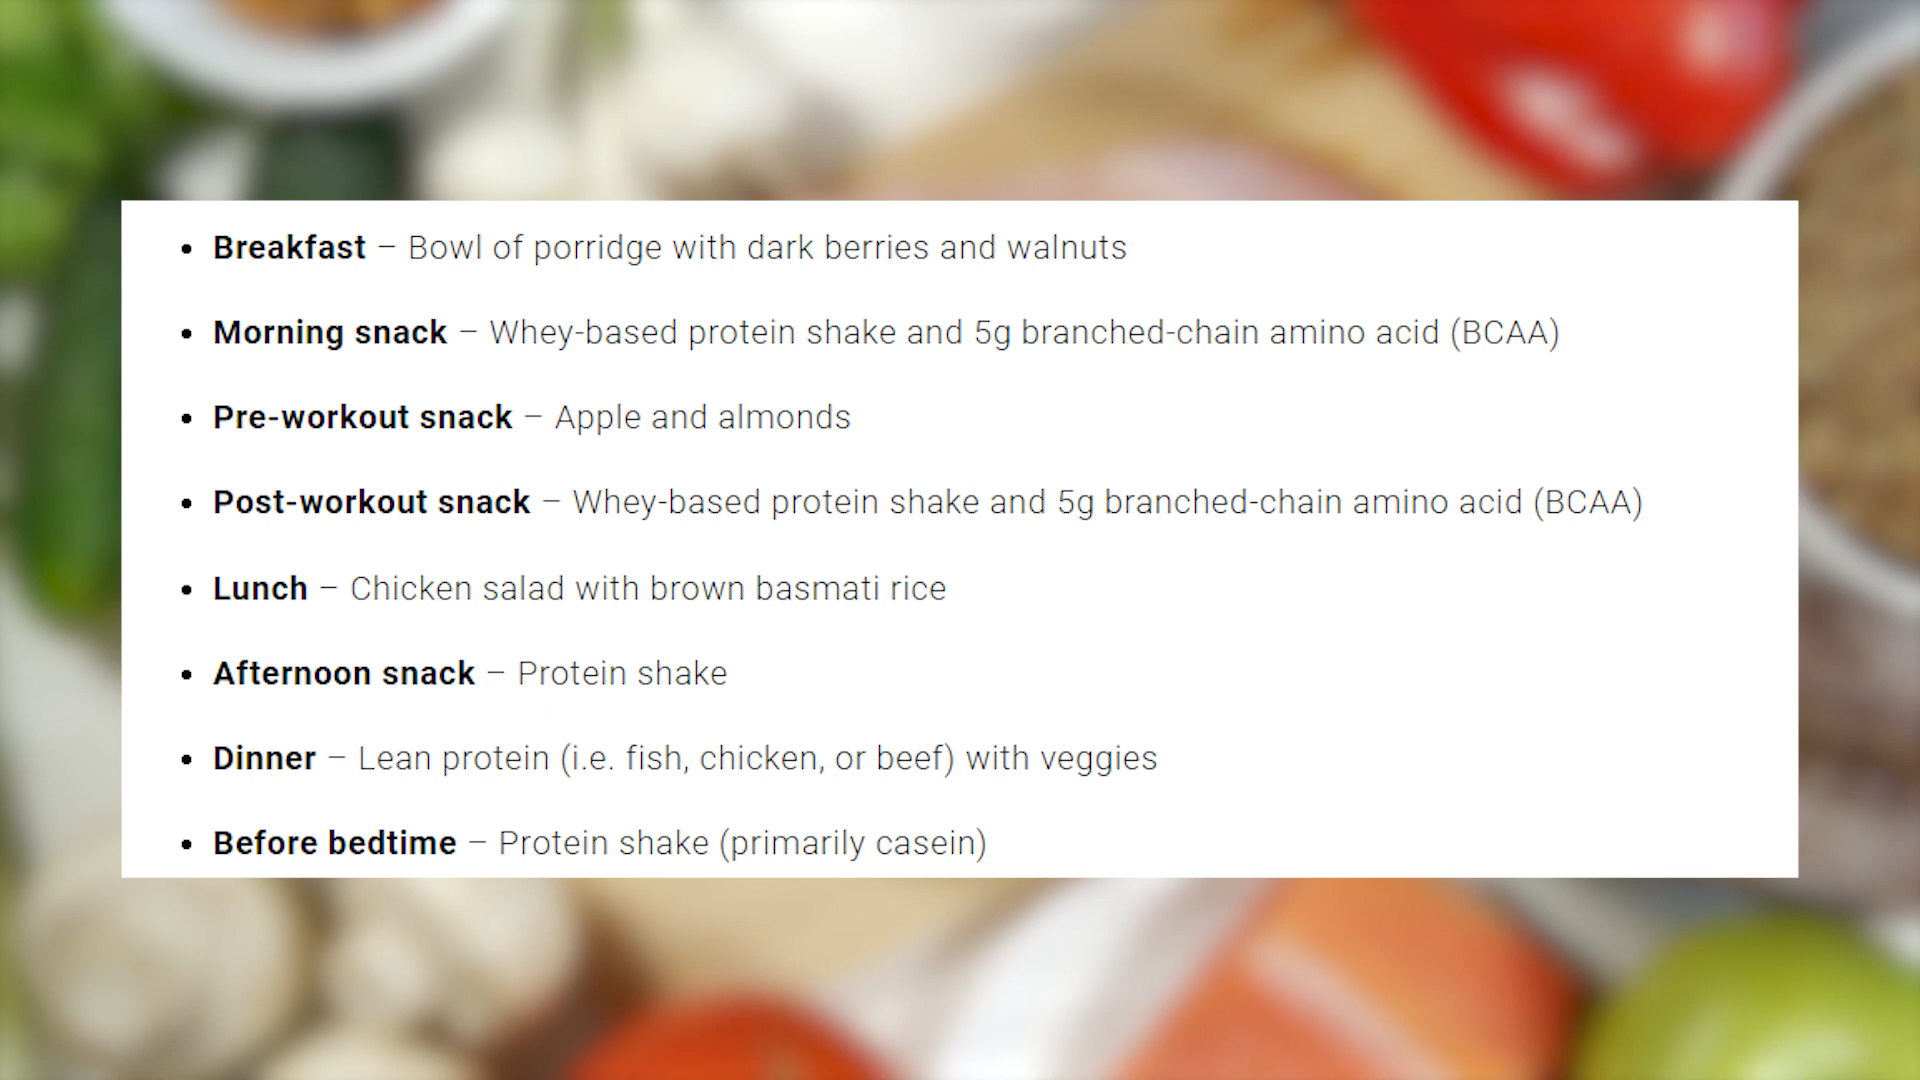 • Breakfast – Bowl of porridge with dark berries and walnuts
• Morning snack – Whey-based protein shake and 5g branched-chain amino acid (BCAA)
• Pre-workout snack – Apple and almonds
• Post-workout snack – Whey-based protein shake and 5g branched-chain amino acid (BCAA)
• Lunch – Chicken salad with brown basmati rice
• Afternoon snack – Protein shake
• Dinner – Lean protein (i.e. fish, chicken, or beef) with veggies
• Before bedtime – Protein shake (primarily casein)